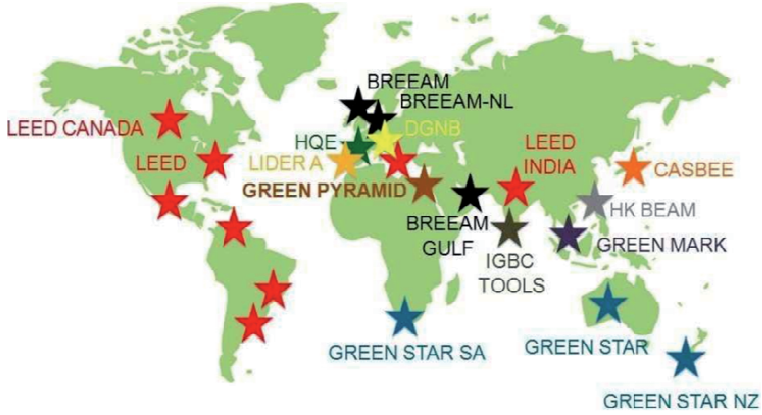 BREEAM
BREEAM-NL
LEED CANADA
DGNB
HQE
LEED
INDIA
LEED
LIDER A
CASBEE
GREEN PYRAMID
HK BEAM
BREEAM
GULF
GREEN MARK
IGBC
TOOLS
GREEN STAR SA
GREEN STAR
GREEN STAR NZ